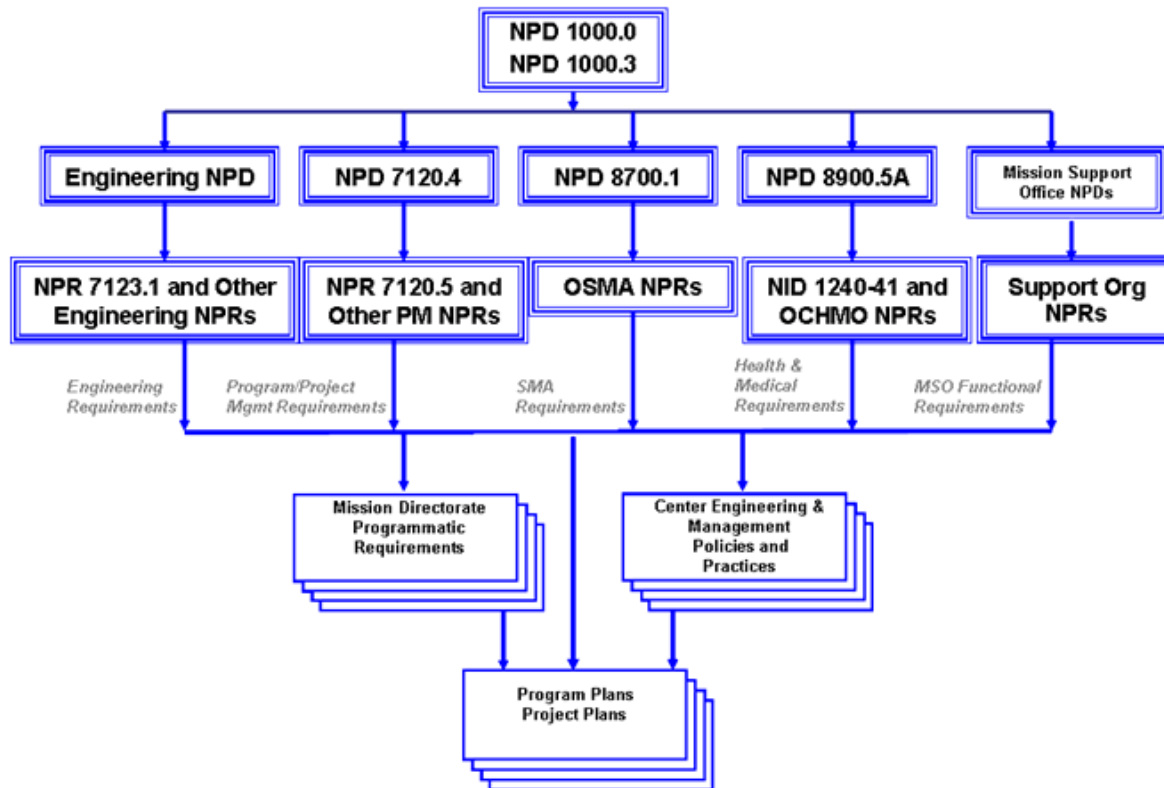 NPD 1000.0
NPD 1000.3
Engineering NPD
NPD 7120.4
NPD 8700.1
NPD 8900.5A
Mission Support
Office NPDs
NPR 7123.1 and Other
Engineering NPRs
NPR 7120.5 and
Other PM NPRs
OSMA NPRs
NID 1240-41 and
OCHMO NPRs
Support Org
NPRs
Engineering
Requirements
Program/Project
Mgmt Requirements
SMA
Requirements
Health &
Medical
Requirements
MSO Functional
Requirements
Mission Directorate
Programmatic
Requirements
Center Engineering &
Management
Policies and
Practices
Program Plans
Project Plans